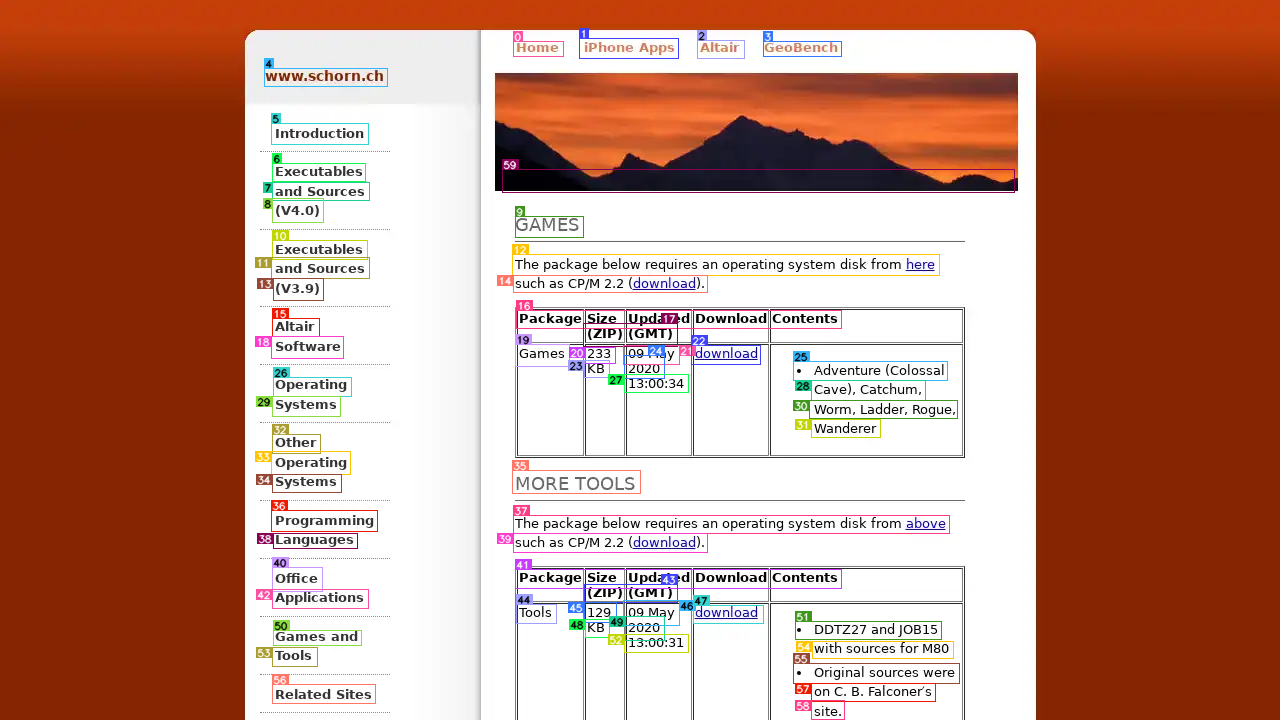 Home iPhone Apps Altair GeoBench
www.schorn.ch
Introduction
Executables
and Sources
(V4.0)
Executables
and Sources
(V3.9)
Altair
Software
Operating
Systems
Other
Operating
Systems
Programming
Languages
Office
Applications
Games and
Tools
Related Sites
GAMES
The package below requires an operating system disk from here
such as CP/M 2.2 (download).
Package Size (ZIP) Updated (GMT) Download Contents
Games 233 KB 09 May 2020 13:00:34 download
• Adventure (Colossal
Cave), Catchum,
Worm, Ladder, Rogue,
Wanderer
MORE TOOLS
The package below requires an operating system disk from above
such as CP/M 2.2 (download).
Package Size (ZIP) Updated (GMT) Download Contents
Tools 129 KB 09 May 2020 13:00:31 download
• DDTZ27 and JOB15
with sources for M80
• Original sources were
on C. B. Falconer′s
site.